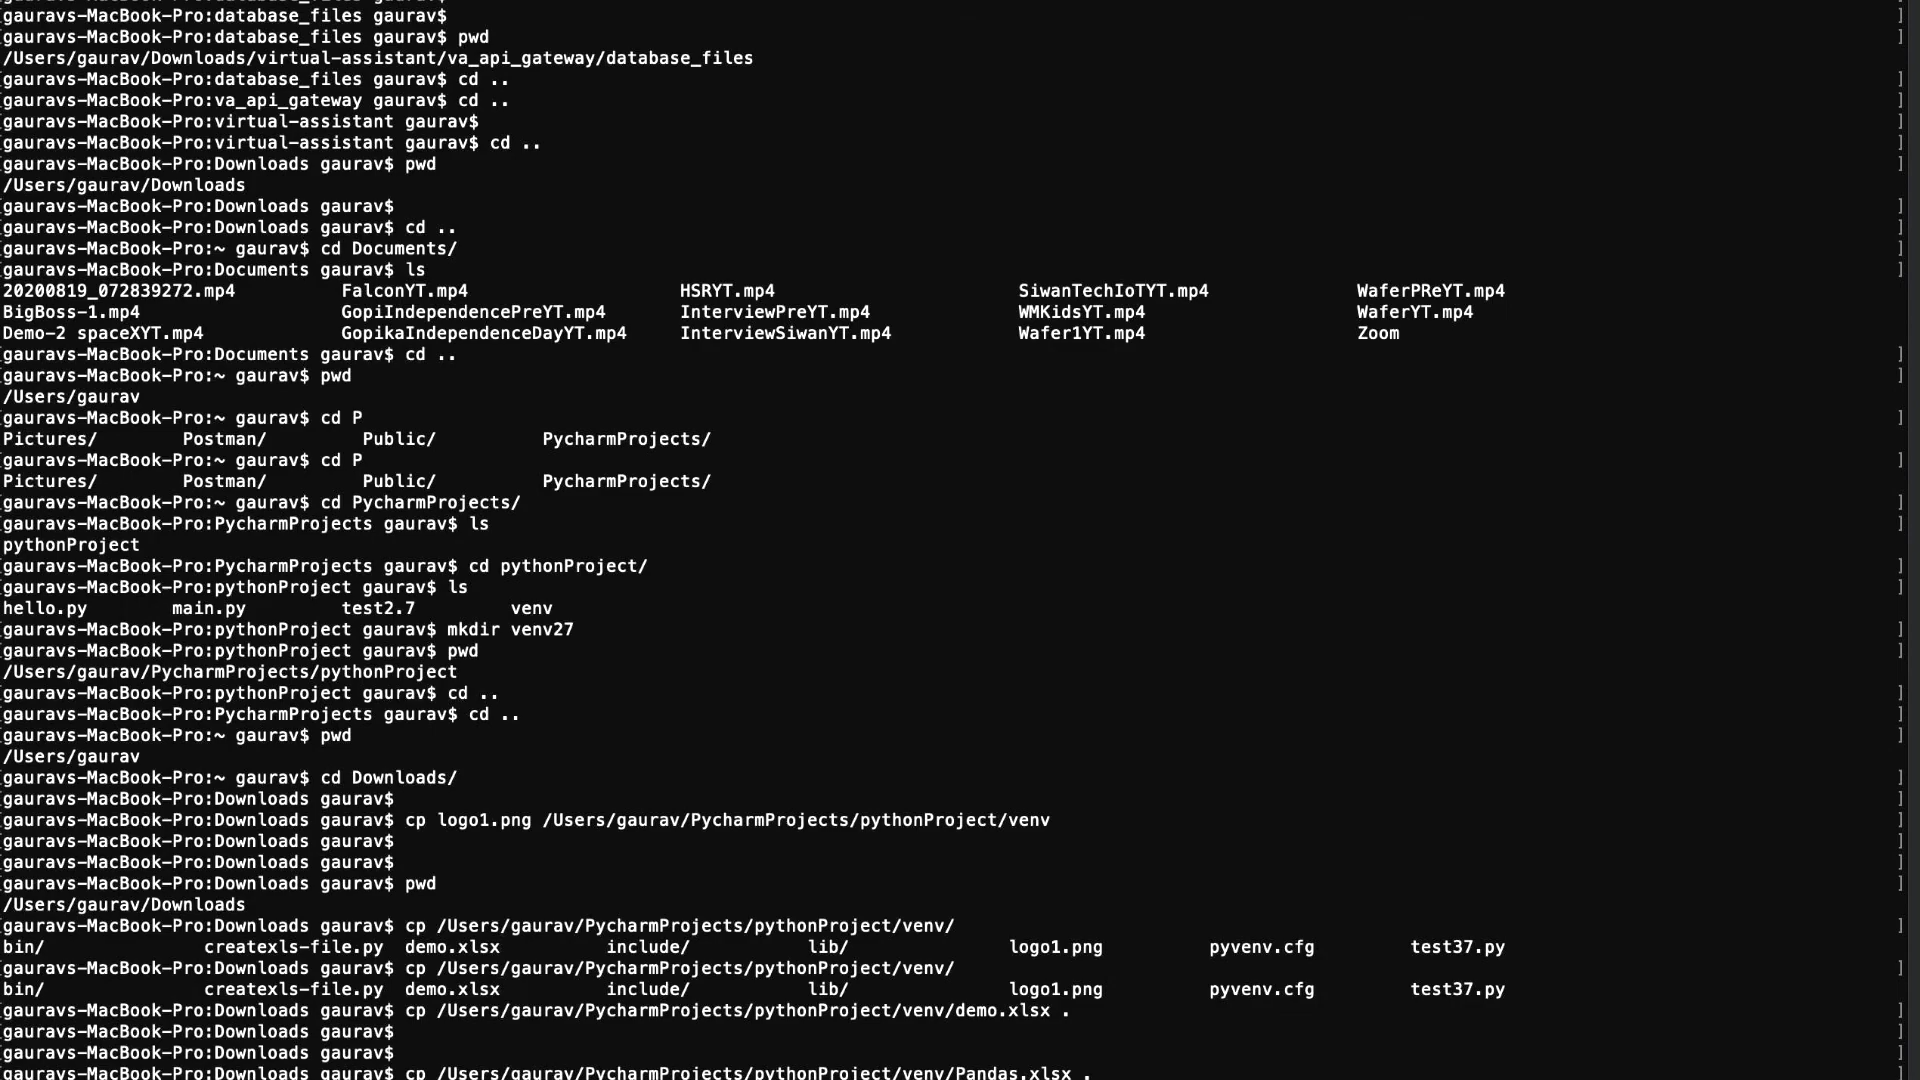 gauravs-MacBook-Pro:database_files gaurav$
gauravs-MacBook-Pro:database_files gaurav$ pwd
/Users/gaurav/Downloads/virtual-assistant/va_api_gateway/database_files
gauravs-MacBook-Pro:database_files gaurav$ cd ..
gauravs-MacBook-Pro:va_api_gateway gaurav$ cd ..
gauravs-MacBook-Pro:virtual-assistant gaurav$
gauravs-MacBook-Pro:virtual-assistant gaurav$ cd ..
gauravs-MacBook-Pro:Downloads gaurav$ pwd
/Users/gaurav/Downloads
gauravs-MacBook-Pro:Downloads gaurav$
gauravs-MacBook-Pro:Downloads gaurav$ cd ..
gauravs-MacBook-Pro:~ gaurav$ cd Documents/
gauravs-MacBook-Pro:Documents gaurav$ ls
20200819_072839272.mp4 FalconYT.mp4 HSRYT.mp4 SiwanTechIoTYT.mp4 WaferPReYT.mp4
BigBoss-1.mp4 GopiIndependencePreYT.mp4 InterviewPreYT.mp4 WMKidsYT.mp4 WaferYT.mp4
Demo-2 spaceXYT.mp4 GopikaIndependenceDayYT.mp4 InterviewSiwanYT.mp4 Wafer1YT.mp4 Zoom
gauravs-MacBook-Pro:Documents gaurav$ cd ..
gauravs-MacBook-Pro:~ gaurav$ pwd
/Users/gaurav
gauravs-MacBook-Pro:~ gaurav$ cd P
Pictures/ Postman/ Public/ PycharmProjects/
gauravs-MacBook-Pro:~ gaurav$ cd P
Pictures/ Postman/ Public/ PycharmProjects/
gauravs-MacBook-Pro:~ gaurav$ cd PycharmProjects/
gauravs-MacBook-Pro:PycharmProjects gaurav$ ls
pythonProject
gauravs-MacBook-Pro:PycharmProjects gaurav$ cd pythonProject/
gauravs-MacBook-Pro:pythonProject gaurav$ ls
hello.py main.py test2.7 venv
gauravs-MacBook-Pro:pythonProject gaurav$ mkdir venv27
gauravs-MacBook-Pro:pythonProject gaurav$ pwd
/Users/gaurav/PycharmProjects/pythonProject
gauravs-MacBook-Pro:pythonProject gaurav$ cd ..
gauravs-MacBook-Pro:PycharmProjects gaurav$ cd ..
gauravs-MacBook-Pro:~ gaurav$ pwd
/Users/gaurav
gauravs-MacBook-Pro:~ gaurav$ cd Downloads/
gauravs-MacBook-Pro:Downloads gaurav$
gauravs-MacBook-Pro:Downloads gaurav$ cp logo1.png /Users/gaurav/PycharmProjects/pythonProject/venv
gauravs-MacBook-Pro:Downloads gaurav$
gauravs-MacBook-Pro:Downloads gaurav$
gauravs-MacBook-Pro:Downloads gaurav$ pwd
/Users/gaurav/Downloads
gauravs-MacBook-Pro:Downloads gaurav$ cp /Users/gaurav/PycharmProjects/pythonProject/venv/
bin/ createxls-file.py demo.xlsx include/ lib/ logo1.png pyvenv.cfg test37.py
gauravs-MacBook-Pro:Downloads gaurav$ cp /Users/gaurav/PycharmProjects/pythonProject/venv/
bin/ createxls-file.py demo.xlsx include/ lib/ logo1.png pyvenv.cfg test37.py
gauravs-MacBook-Pro:Downloads gaurav$ cp /Users/gaurav/PycharmProjects/pythonProject/venv/demo.xlsx .
gauravs-MacBook-Pro:Downloads gaurav$
gauravs-MacBook-Pro:Downloads gaurav$
gauravs-MacBook-Pro:Downloads gaurav$ cp /Users/gaurav/PycharmProjects/pythonProject/venv/Pandas.xlsx .